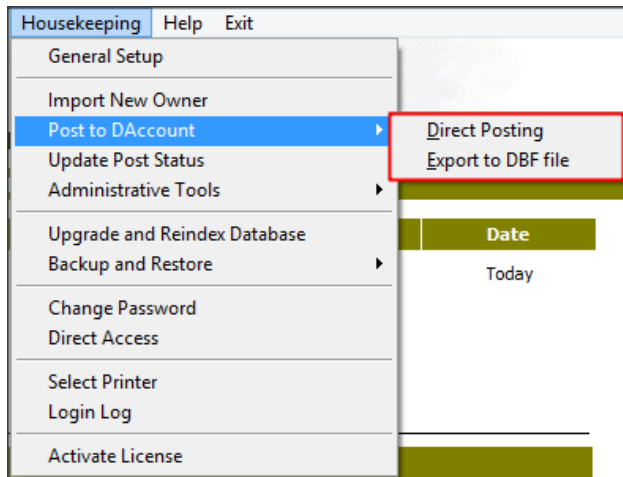 Housekeeping Help Exit
General Setup
Import New Owner
Post to DAccount
Direct Posting
Update Post Status
Export to DBF file
Administrative Tools
Upgrade and Reindex Database
Date
Backup and Restore
Today
Change Password
Direct Access
Select Printer
Login Log
Activate License